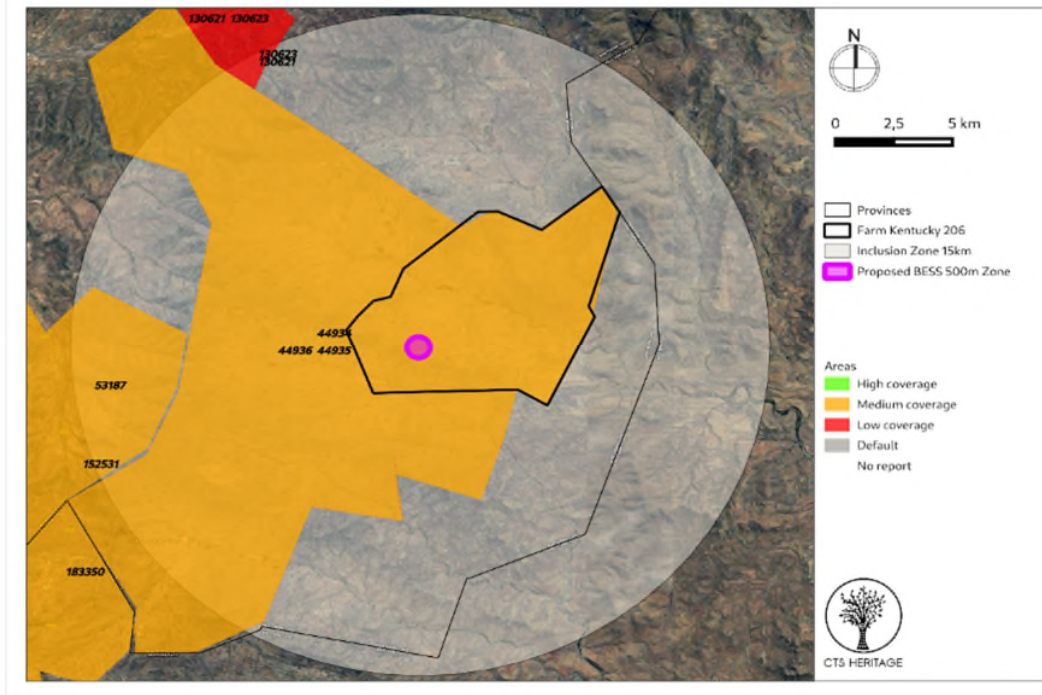 130621 130623
130623
130621
44934
44936 44935
53187
152531
183350
N
0 2,5 5 km
Provinces
Farm Kentucky 206
Inclusion Zone 15km
Proposed BESS 500m Zone
Areas
High coverage
Medium coverage
Low coverage
Default
No report
CTS HERITAGE